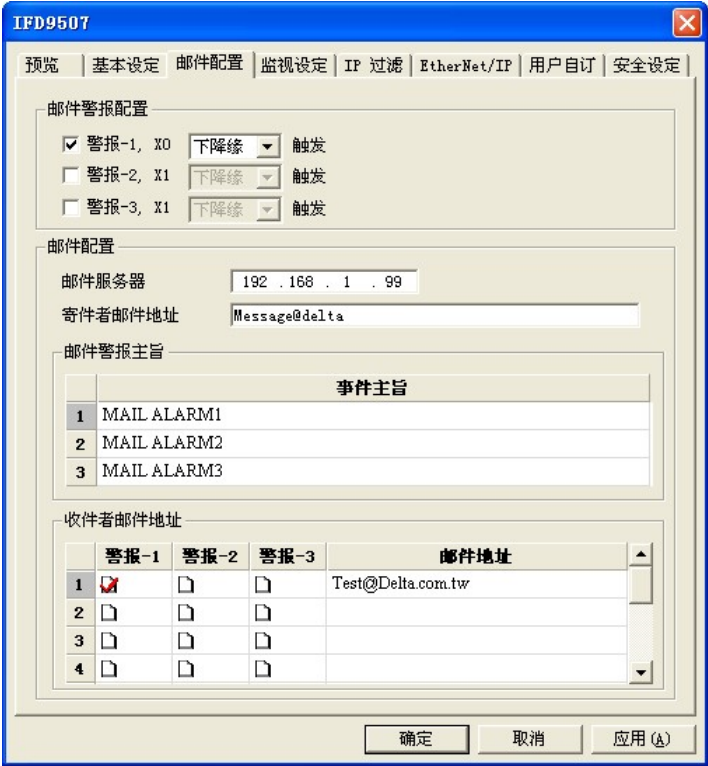 IFD9507
预览 基本设定 邮件配置 监视设定 IP 过滤 EtherNet/IP 用户自订 安全设定
邮件警报配置
警报-1, X0 下降缘 触发
警报-2, X1 下降缘 触发
警报-3, X1 下降缘 触发
邮件配置
邮件服务器 192 . 168 . 1 . 99
寄件者邮件地址 Message@delta
邮件警报主旨
事件主旨
1 MAIL ALARM1
2 MAIL ALARM2
3 MAIL ALARM3
收件者邮件地址
警报-1 警报-2 警报-3 邮件地址
1 Test@Delta.com.tw
2
3
4
确定 取消 应用(A)